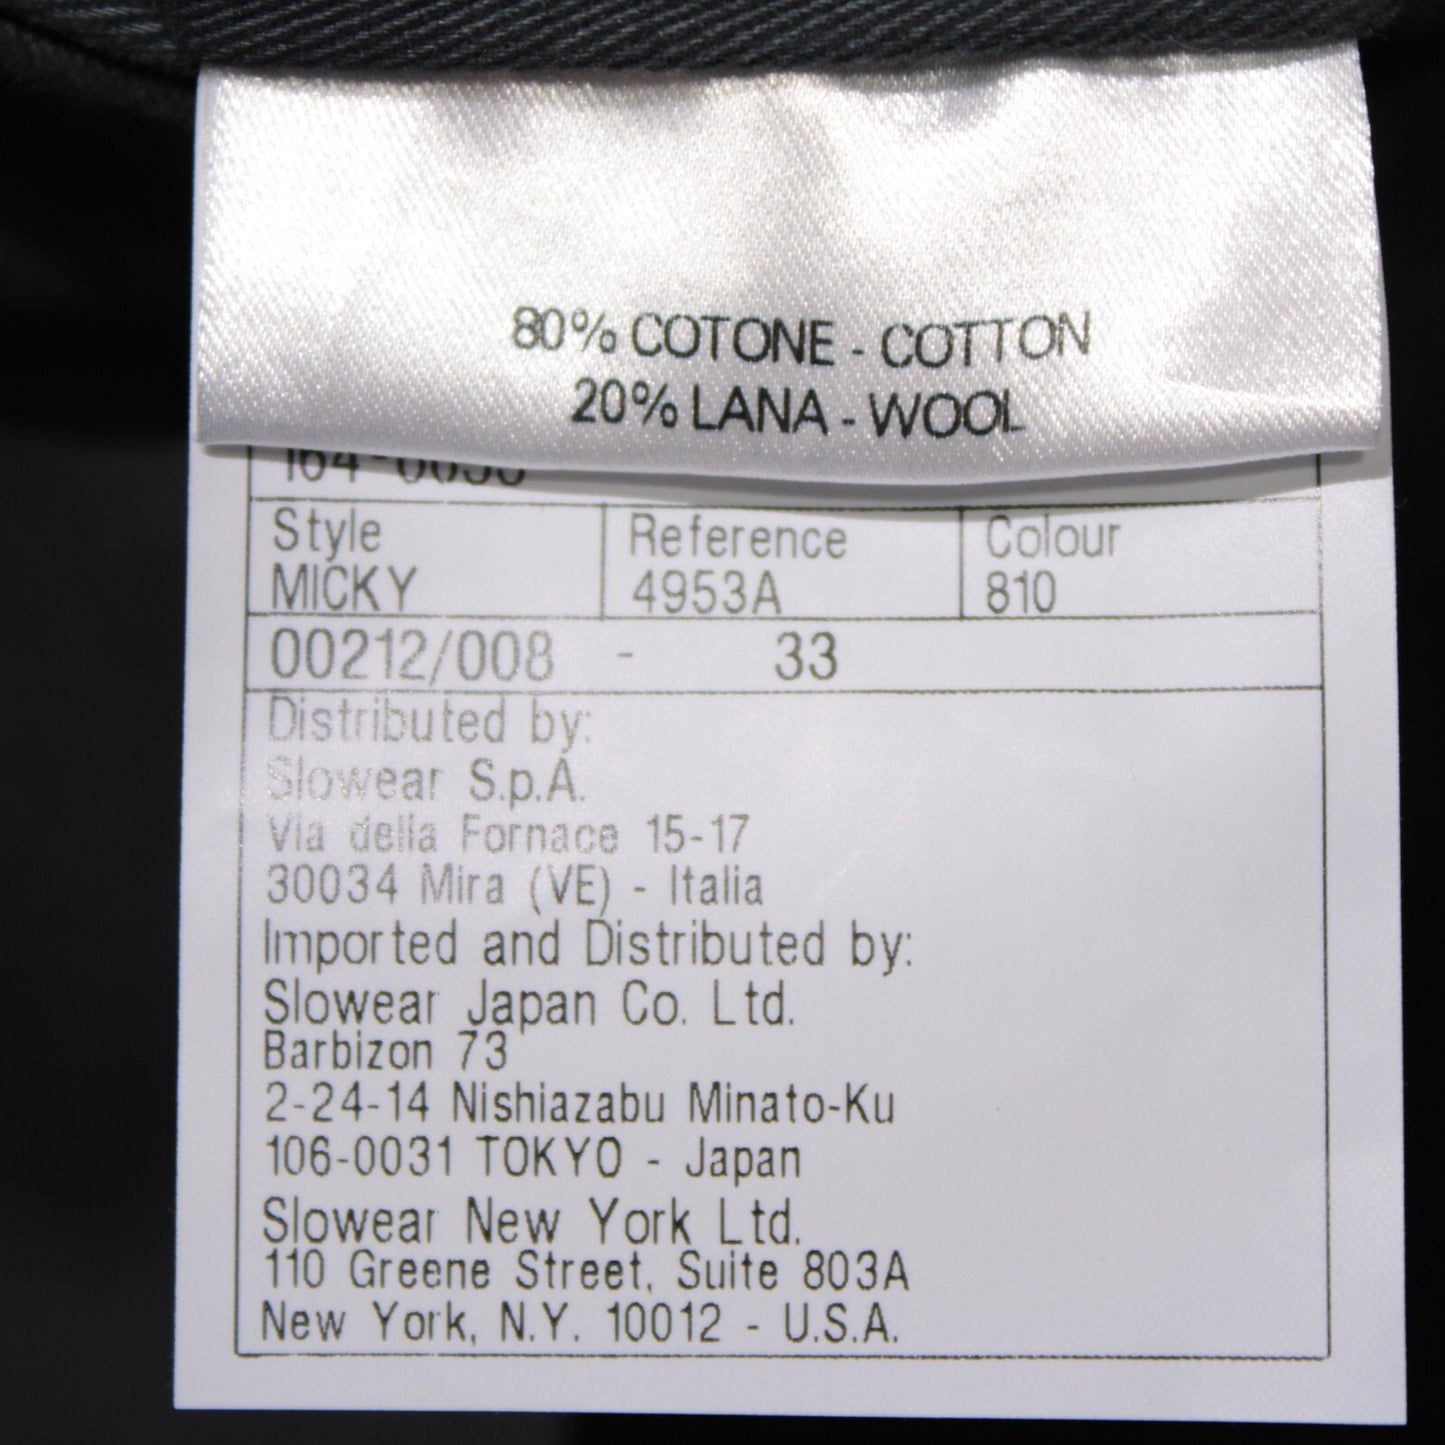 80% COTONE - COTTON
20% LANA - WOOL
Style Reference Colour
MICKY 4953A 810
00212/008 - 33
Distributed by:
Slowear S.p.A.
Via della Fornace 15-17
30034 Mira (VE) - Italia
Imported and Distributed by:
Slowear Japan Co. Ltd.
Barbizon 73
2-24-14 Nishiazabu Minato-Ku
106-0031 TOKYO - Japan
Slowear New York Ltd.
110 Greene Street, Suite 803A
New York, N.Y. 10012 - U.S.A.